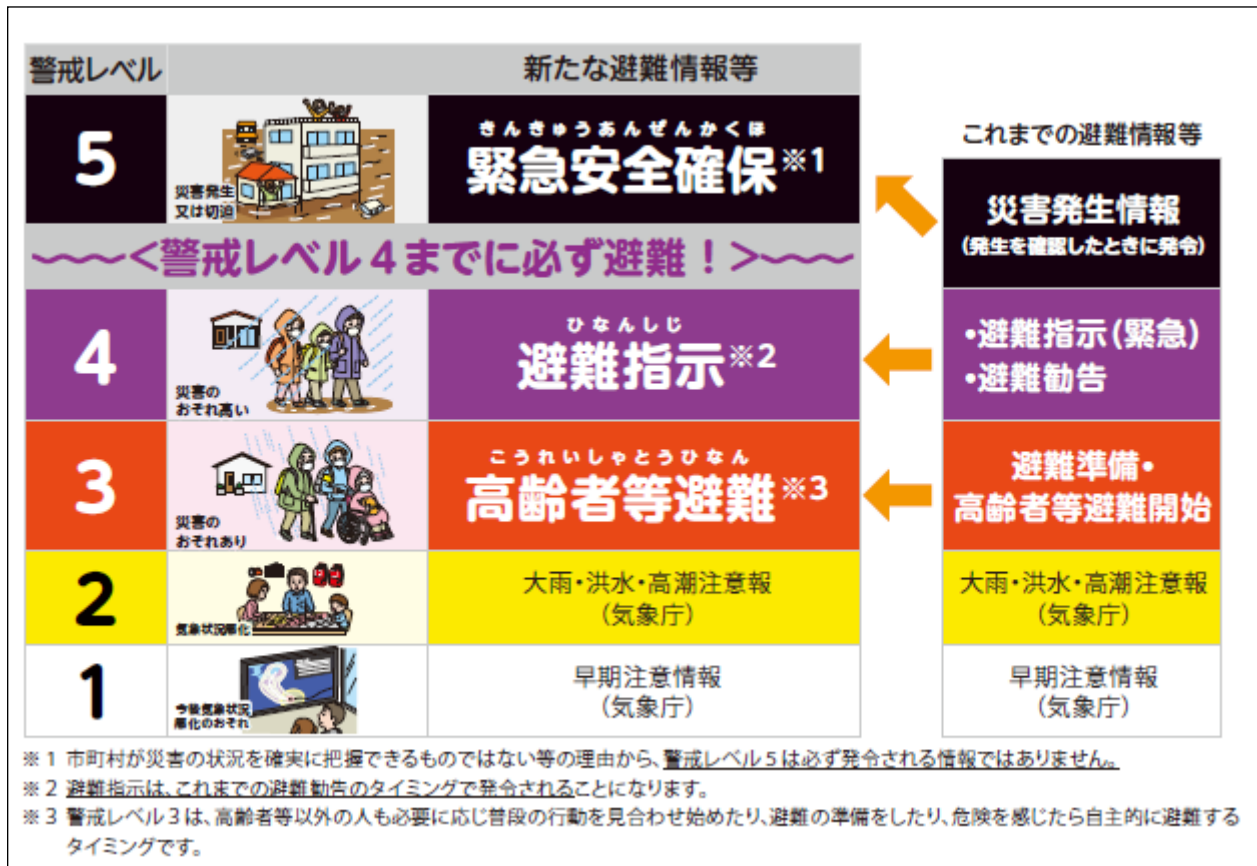 警戒レベル
新たな避難情報等
5
災害発生
又は切迫
きんきゅうあんぜんかくほ
緊急安全確保※1
〜〜〜<警戒レベル4までに必ず避難！>〜〜〜
4
災害の
おそれ高い
ひなんしじ
避難指示※2
3
災害の
おそれあり
こうれいしゃとうひなん
高齢者等避難※3
2
気象状況悪化
大雨・洪水・高潮注意報
(気象庁)
1
今後気象状況
悪化のおそれ
早期注意情報
(気象庁)
これまでの避難情報等
災害発生情報
(発生を確認したときに発令)
・避難指示(緊急)
・避難勧告
避難準備・
高齢者等避難開始
大雨・洪水・高潮注意報
(気象庁)
早期注意情報
(気象庁)
※1 市町村が災害の状況を確実に把握できるものではない等の理由から、警戒レベル5は必ず発令される情報ではありません。
※2 避難指示は、これまでの避難勧告のタイミングで発令されることになります。
※3 警戒レベル3は、高齢者等以外の人も必要に応じ普段の行動を見合わせ始めたり、避難の準備をしたり、危険を感じたら自主的に避難する
タイミングです。